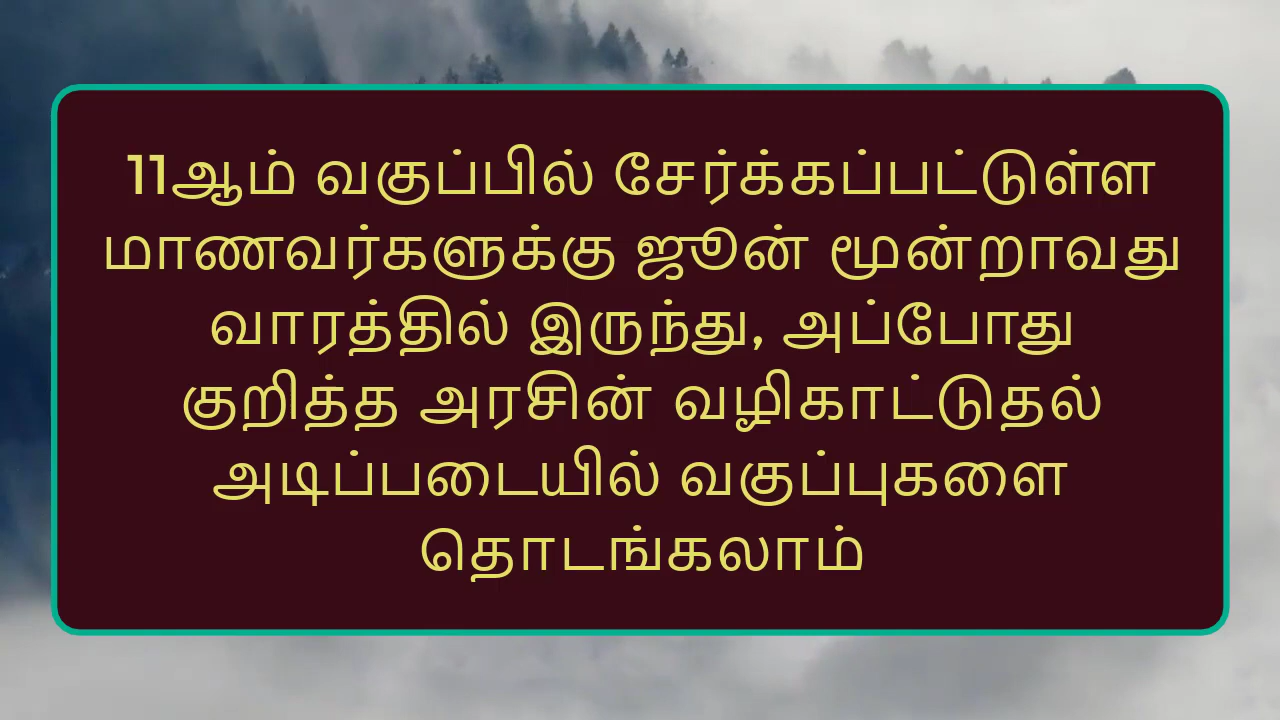 11ஆம் வகுப்பில் சேர்க்கப்பட்டுள்ள
மாணவர்களுக்கு ஜூன் மூன்றாவது
வாரத்தில் இருந்து, அப்போது
குறித்த அரசின் வழிகாட்டுதல்
அடிப்படையில் வகுப்புகளை
தொடங்கலாம்